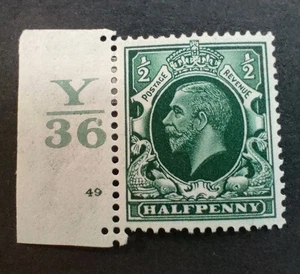 Y
36
49
1/2 1/2
POSTAGE REVENUE
HALFPENNY